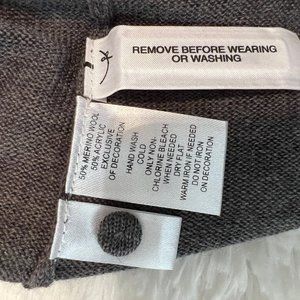 REMOVE BEFORE WEARING
OR WASHING
50% MERINO WOOL
50% ACRYLIC
EXCLUSIVE
OF DECORATION
HAND WASH
COLD
ONLY NON-
CHLORINE BLEACH
WHEN NEEDED
DRY FLAT
WARM IRON IF NEEDED
DO NOT IRON
ON DECORATION